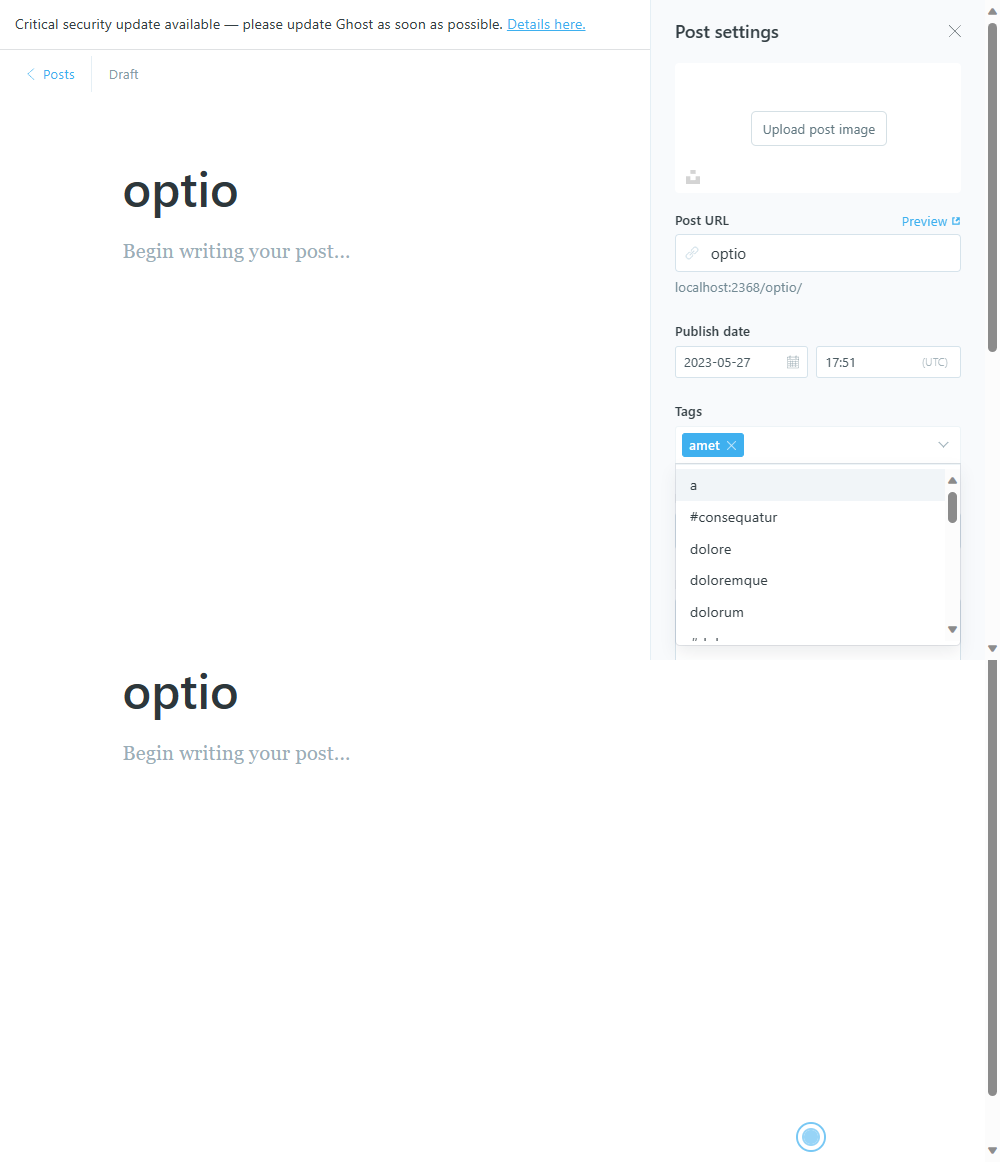 Critical security update available — please update Ghost as soon as possible. Details here.
Posts
Draft
optio
Begin writing your post...
Post settings
Upload post image
Post URL
Preview
optio
localhost:2368/optio/
Publish date
2023-05-27
17:51
(UTC)
Tags
amet
a
#consequatur
dolore
doloremque
dolorum
optio
Begin writing your post...